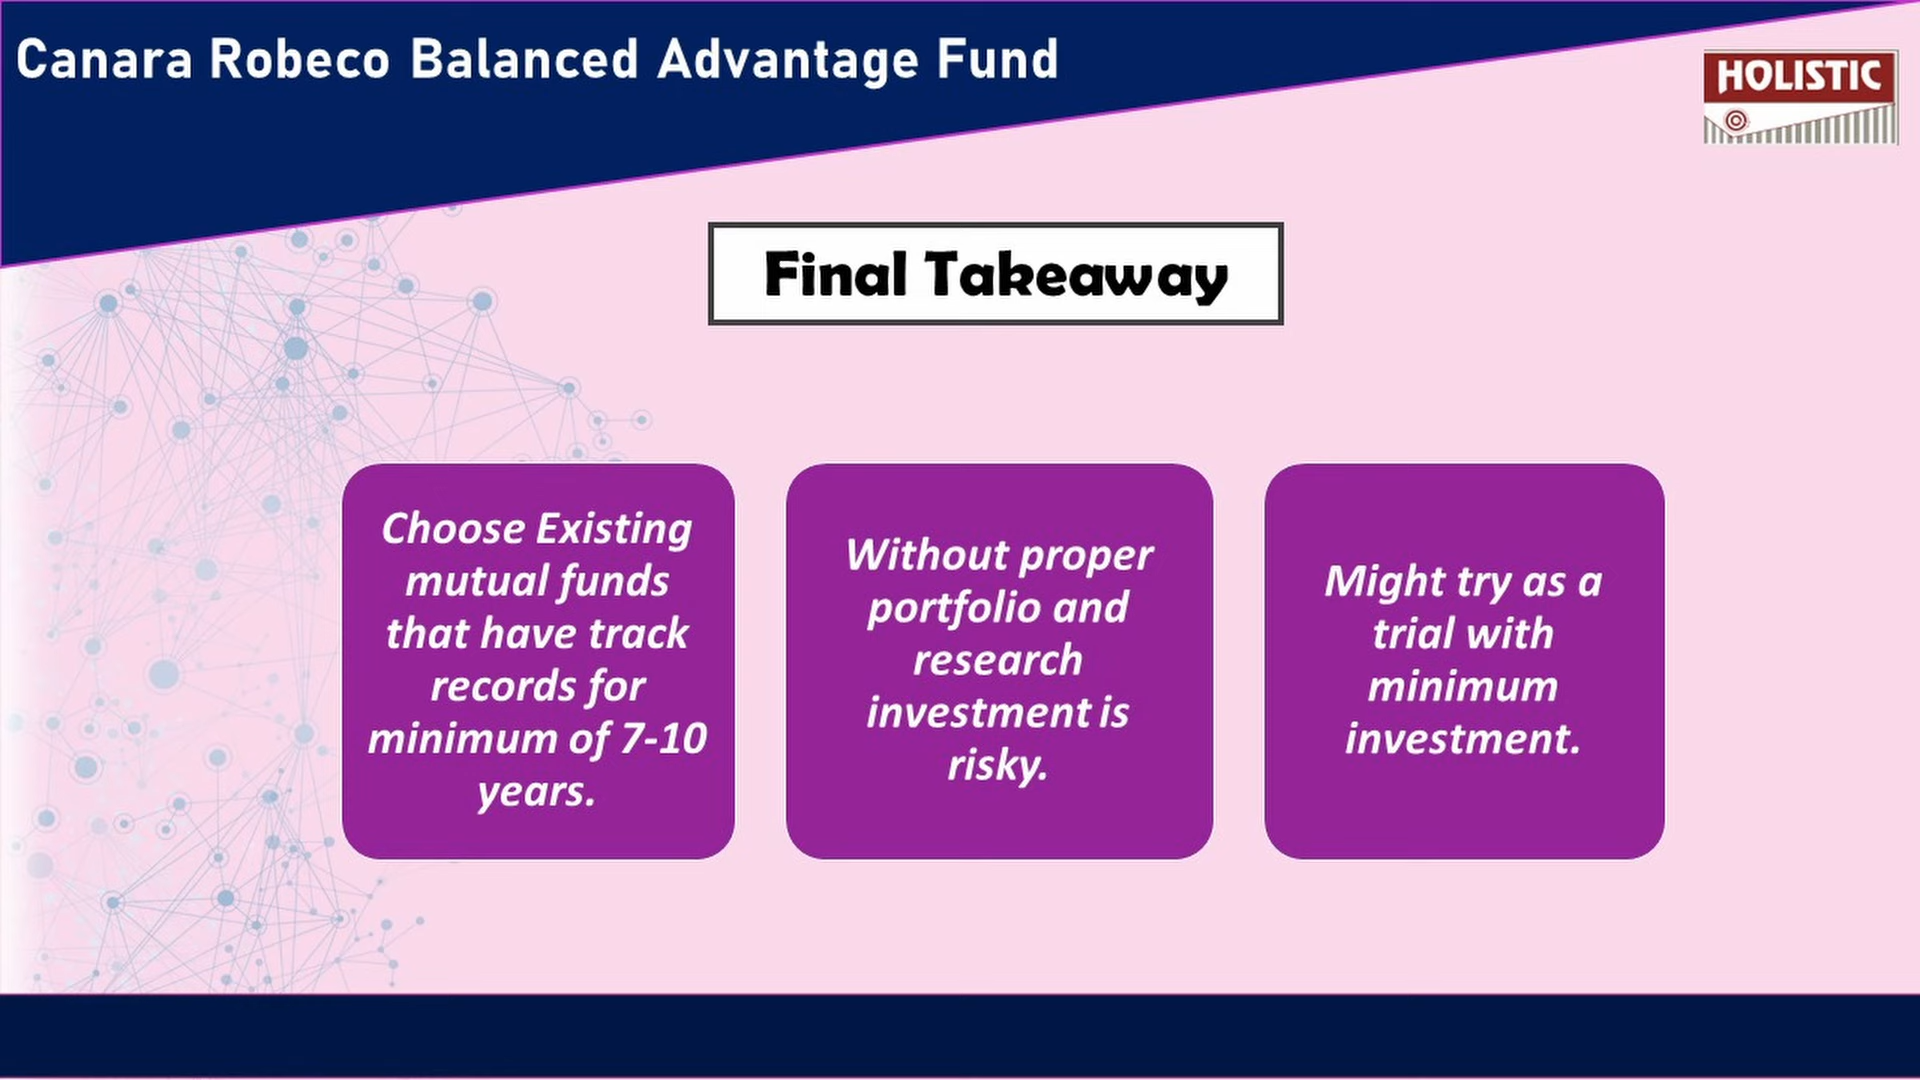 Canara Robeco Balanced Advantage Fund
HOLISTIC
Final Takeaway
Choose Existing
mutual funds
that have track
records for
minimum of 7-10
years.
Without proper
portfolio and
research
investment is
risky.
Might try as a
trial with
minimum
investment.